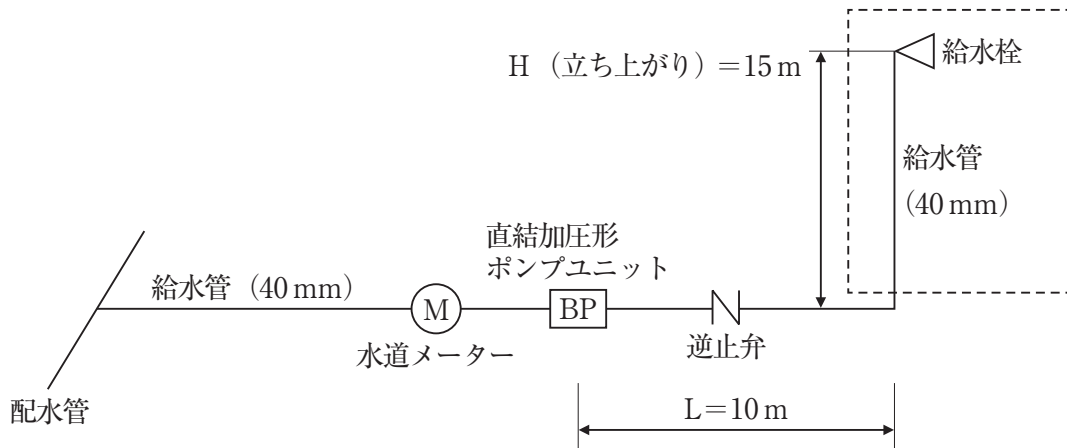 H（立ち上がり）＝15 m
給水栓
給水管
（40 mm）
直結加圧形
ポンプユニット
給水管（40 mm）
M
BP
水道メーター
逆止弁
配水管
L＝10 m